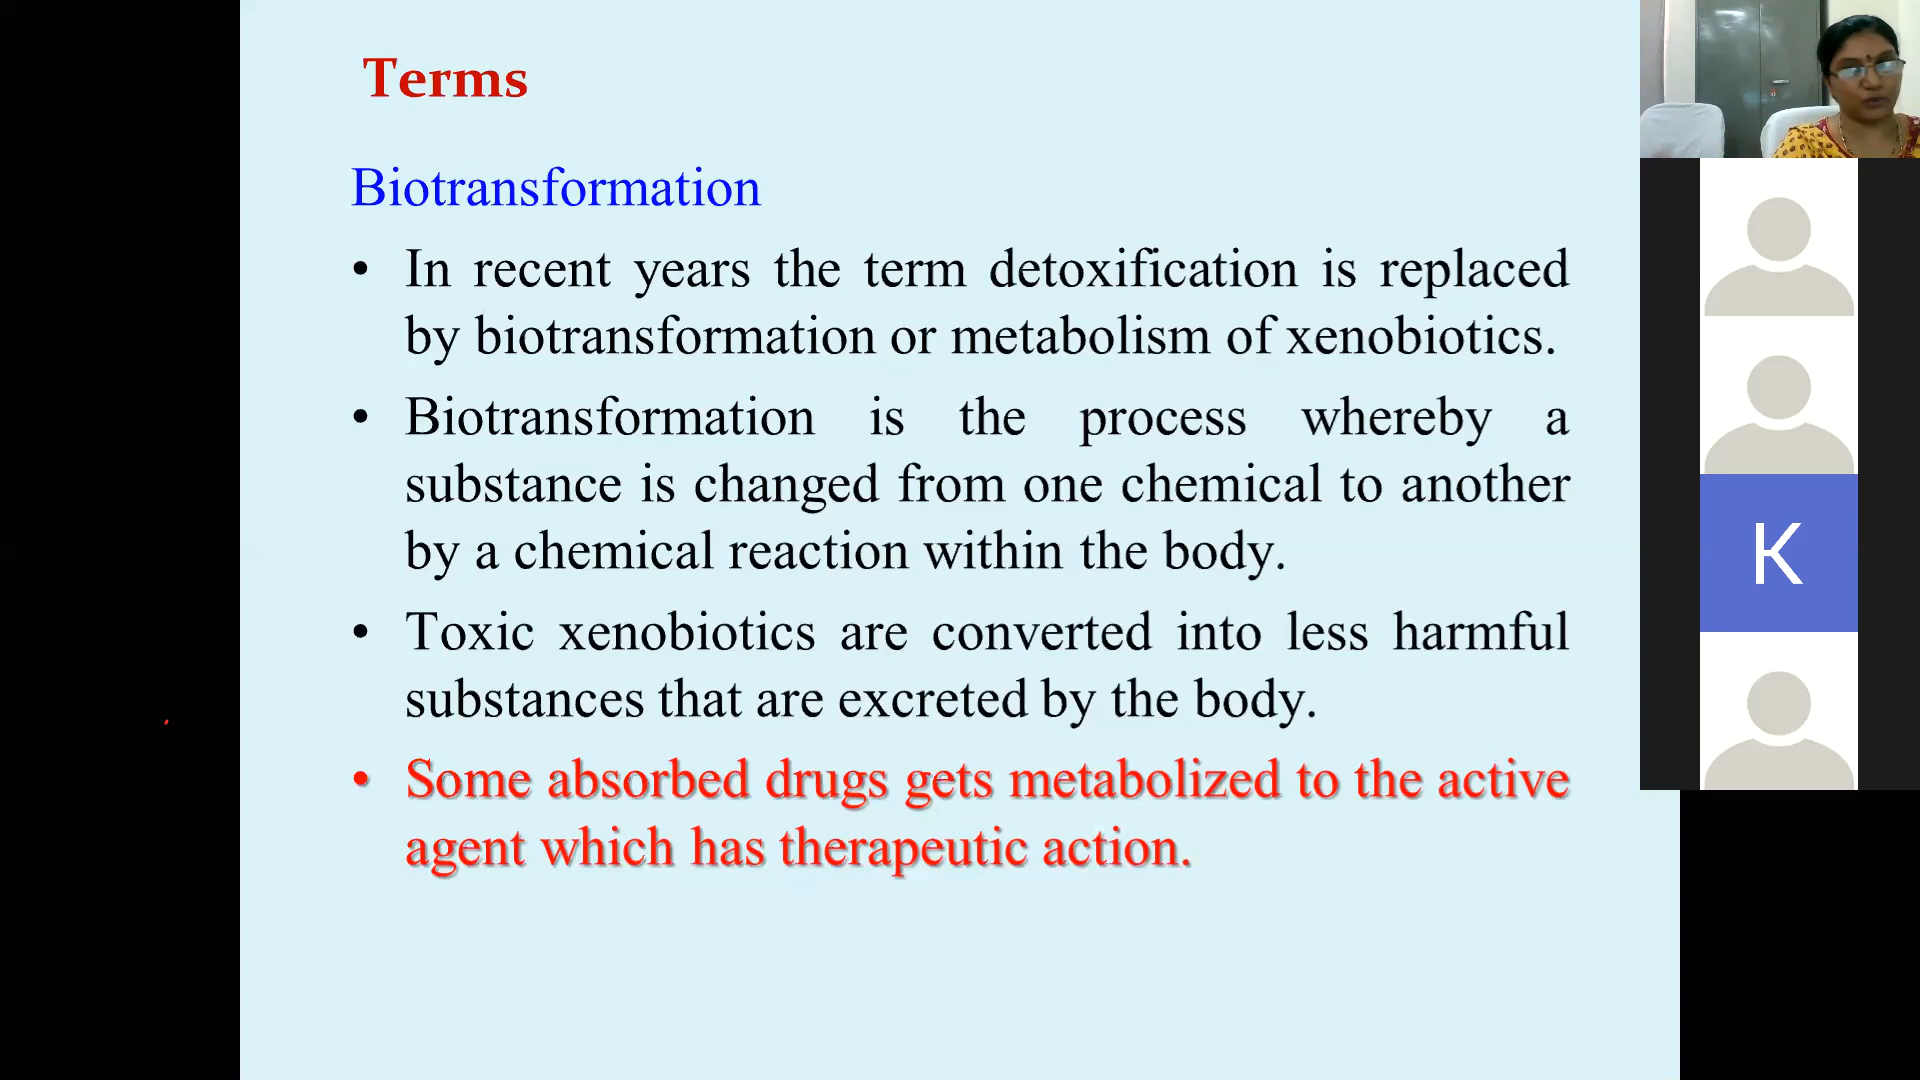 Terms
Biotransformation
• In recent years the term detoxification is replaced
by biotransformation or metabolism of xenobiotics.
• Biotransformation is the process whereby a
substance is changed from one chemical to another
by a chemical reaction within the body.
• Toxic xenobiotics are converted into less harmful
substances that are excreted by the body.
• Some absorbed drugs gets metabolized to the active
agent which has therapeutic action.
K